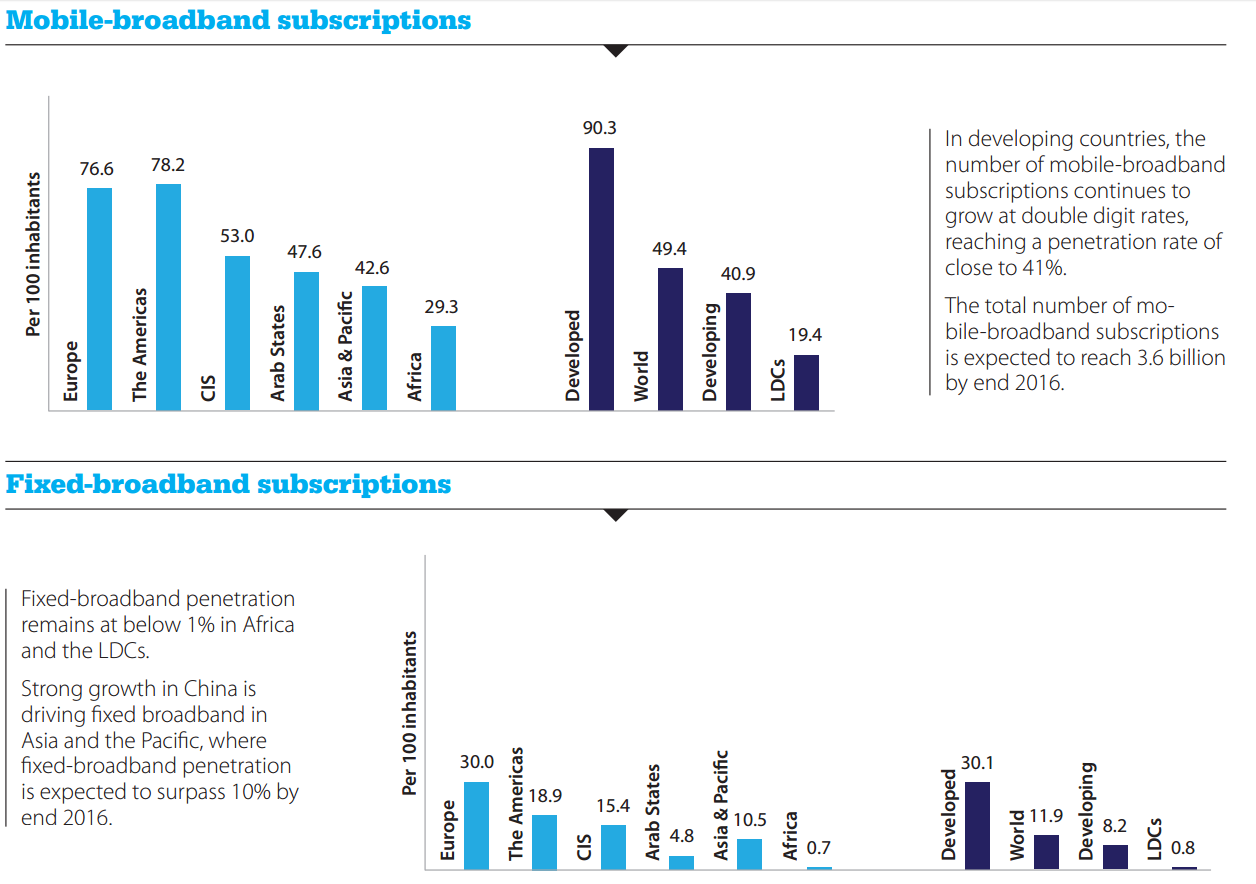 Mobile-broadband subscriptions
Per 100 inhabitants
76.6
Europe
78.2
The Americas
53.0
CIS
47.6
Arab States
42.6
Asia & Pacific
29.3
Africa
90.3
Developed
49.4
World
40.9
Developing
19.4
LDCs
In developing countries, the
number of mobile-broadband
subscriptions continues to
grow at double digit rates,
reaching a penetration rate of
close to 41%.
The total number of mo-
bile-broadband subscriptions
is expected to reach 3.6 billion
by end 2016.
Fixed-broadband subscriptions
Fixed-broadband penetration
remains at below 1% in Africa
and the LDCs.
Strong growth in China is
driving fixed broadband in
Asia and the Pacific, where
fixed-broadband penetration
is expected to surpass 10% by
end 2016.
Per 100 inhabitants
30.0
Europe
18.9
The Americas
15.4
CIS
4.8
Arab States
10.5
Asia & Pacific
0.7
Africa
30.1
Developed
11.9
World
8.2
Developing
0.8
LDCs